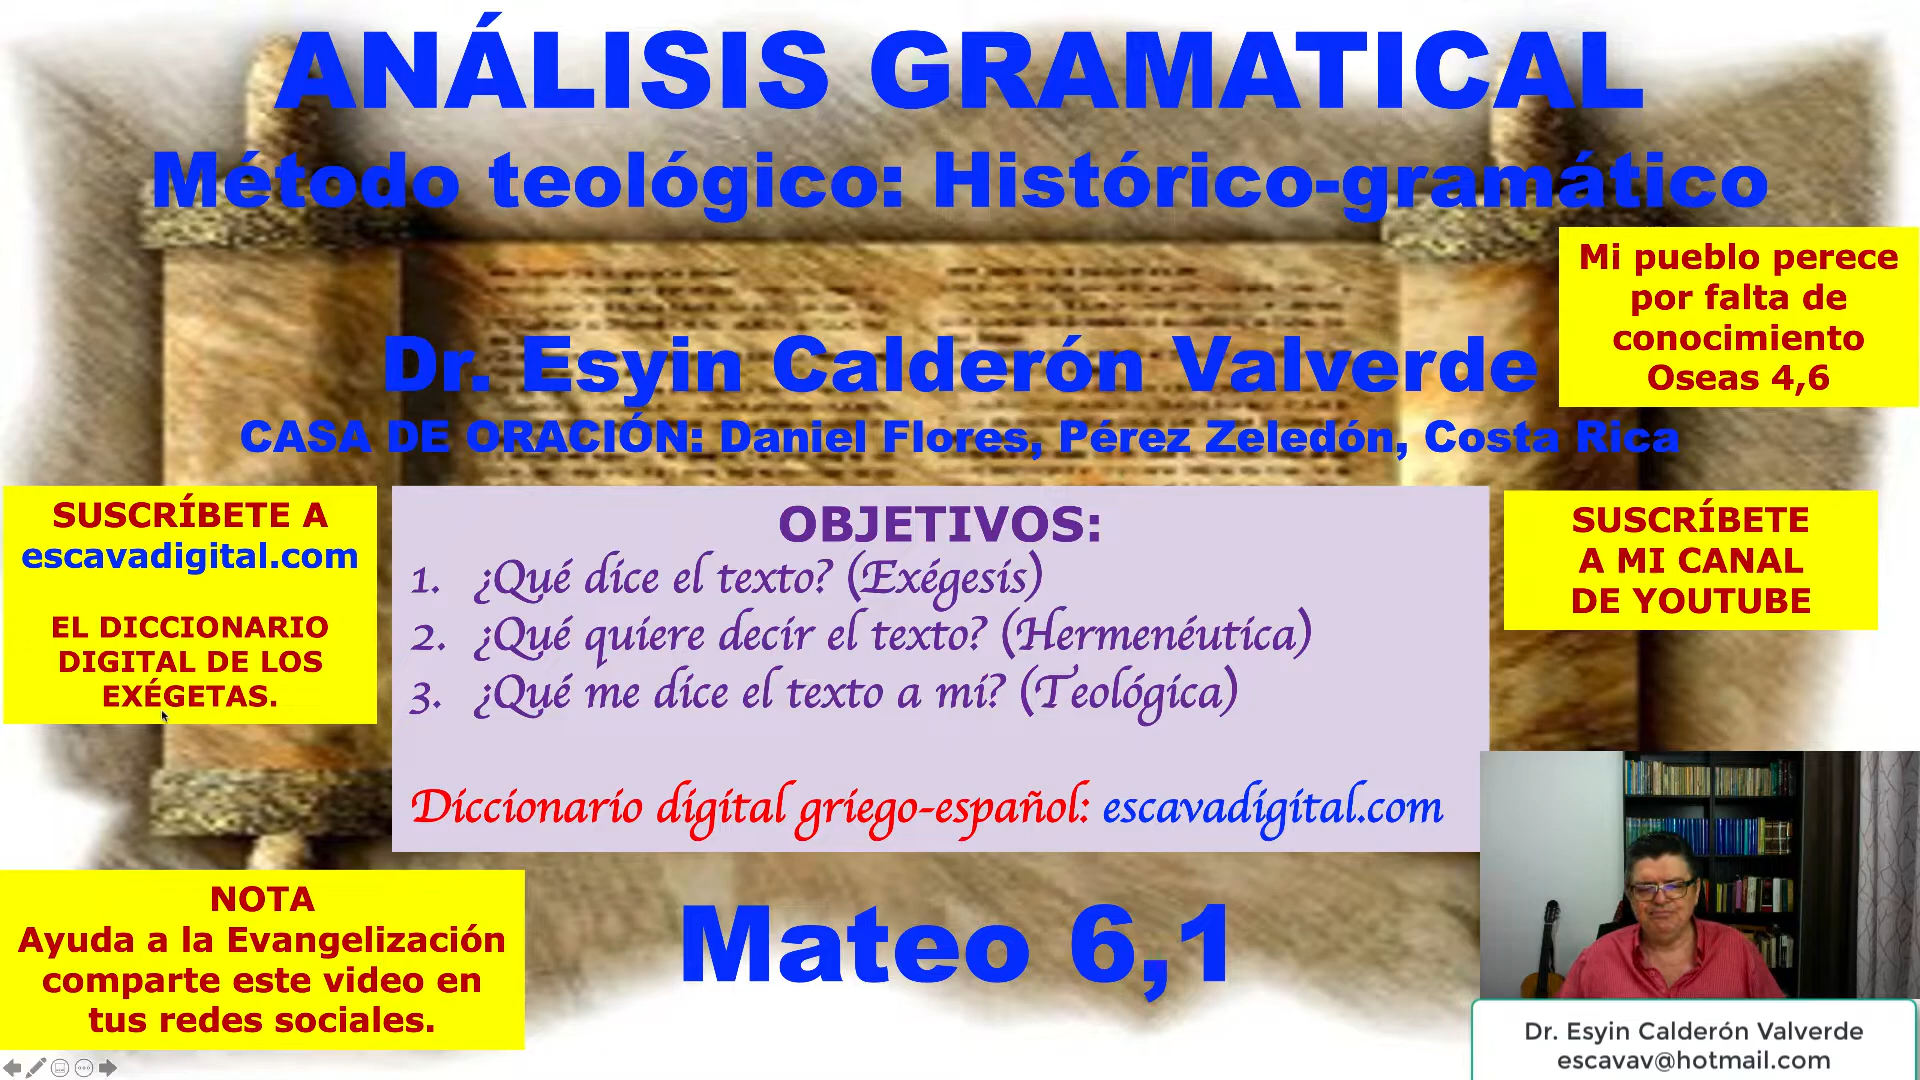 ANÁLISIS GRAMATICAL
Método teológico: Histórico-gramático
Mi pueblo perece
por falta de
conocimiento
Oseas 4,6
Dr. Esyin Calderón Valverde
CASA DE ORACIÓN: Daniel Flores, Pérez Zeledón, Costa Rica
SUSCRÍBETE A
escavadigital.com
EL DICCIONARIO
DIGITAL DE LOS
EXÉGETAS.
OBJETIVOS:
1. ¿Qué dice el texto? (Exégesis)
2. ¿Qué quiere decir el texto? (Hermenéutica)
3. ¿Qué me dice el texto a mí? (Teológica)
Diccionario digital griego-español: escavadigital.com
SUSCRÍBETE
A MI CANAL
DE YOUTUBE
NOTA
Ayuda a la Evangelización
comparte este video en
tus redes sociales.
Mateo 6,1
Dr. Esyin Calderón Valverde
escavav@hotmail.com